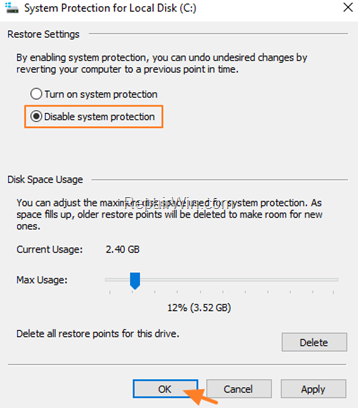 System Protection for Local Disk (C:)
Restore Settings
By enabling system protection, you can undo undesired changes by
reverting your computer to a previous point in time.
Turn on system protection
Disable system protection
Disk Space Usage
You can adjust the maximum disk space used for system protection. As
space fills up, older restore points will be deleted to make room for new
ones.
RepairWin.com
Current Usage: 2.40 GB
Max Usage:
12% (3.52 GB)
Delete all restore points for this drive.
Delete
OK Cancel Apply